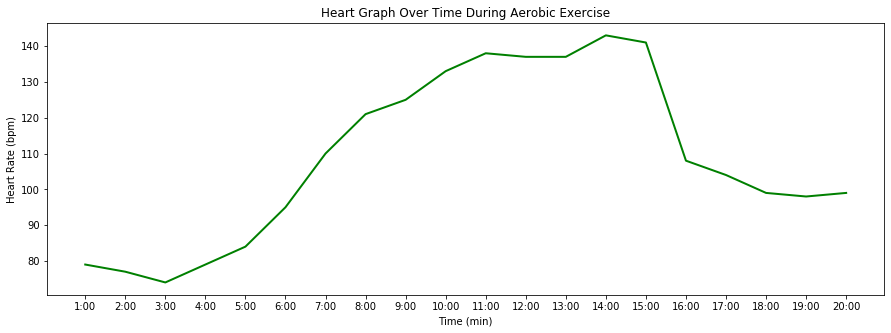 Heart Graph Over Time During Aerobic Exercise
Heart Rate (bpm)
140
130
120
110
100
90
80
1:00 2:00 3:00 4:00 5:00 6:00 7:00 8:00 9:00 10:00 11:00 12:00 13:00 14:00 15:00 16:00 17:00 18:00 19:00 20:00
Time (min)